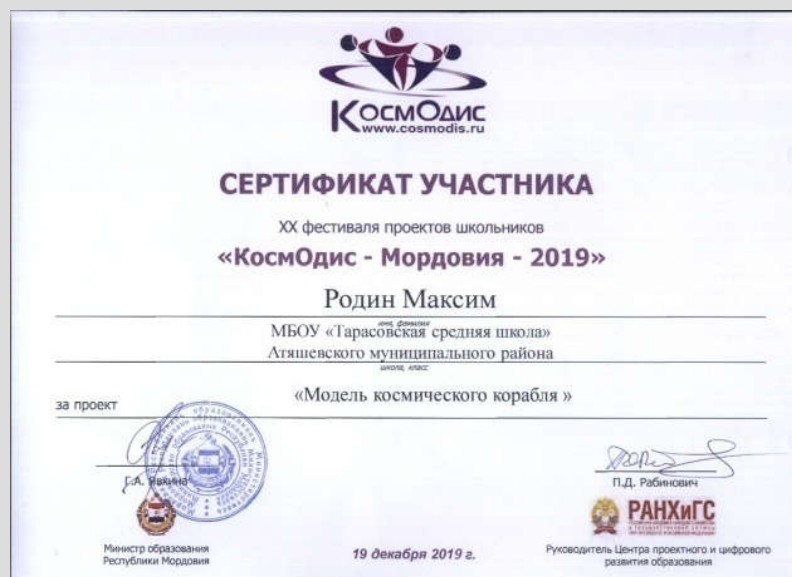 КосмОдис
www.cosmodis.ru
СЕРТИФИКАТ УЧАСТНИКА
XX фестиваля проектов школьников
«КосмОдис - Мордовия - 2019»
Родин Максим
имя, фамилия
МБОУ «Тарасовская средняя школа»
Атяшевского муниципального района
школа, класс
за проект
«Модель космического корабля »
Г.А. Явкина
П.Д. Рабинович
РАНХиГС
Министр образования
Республики Мордовия
19 декабря 2019 г.
Руководитель Центра проектного и цифрового
развития образования